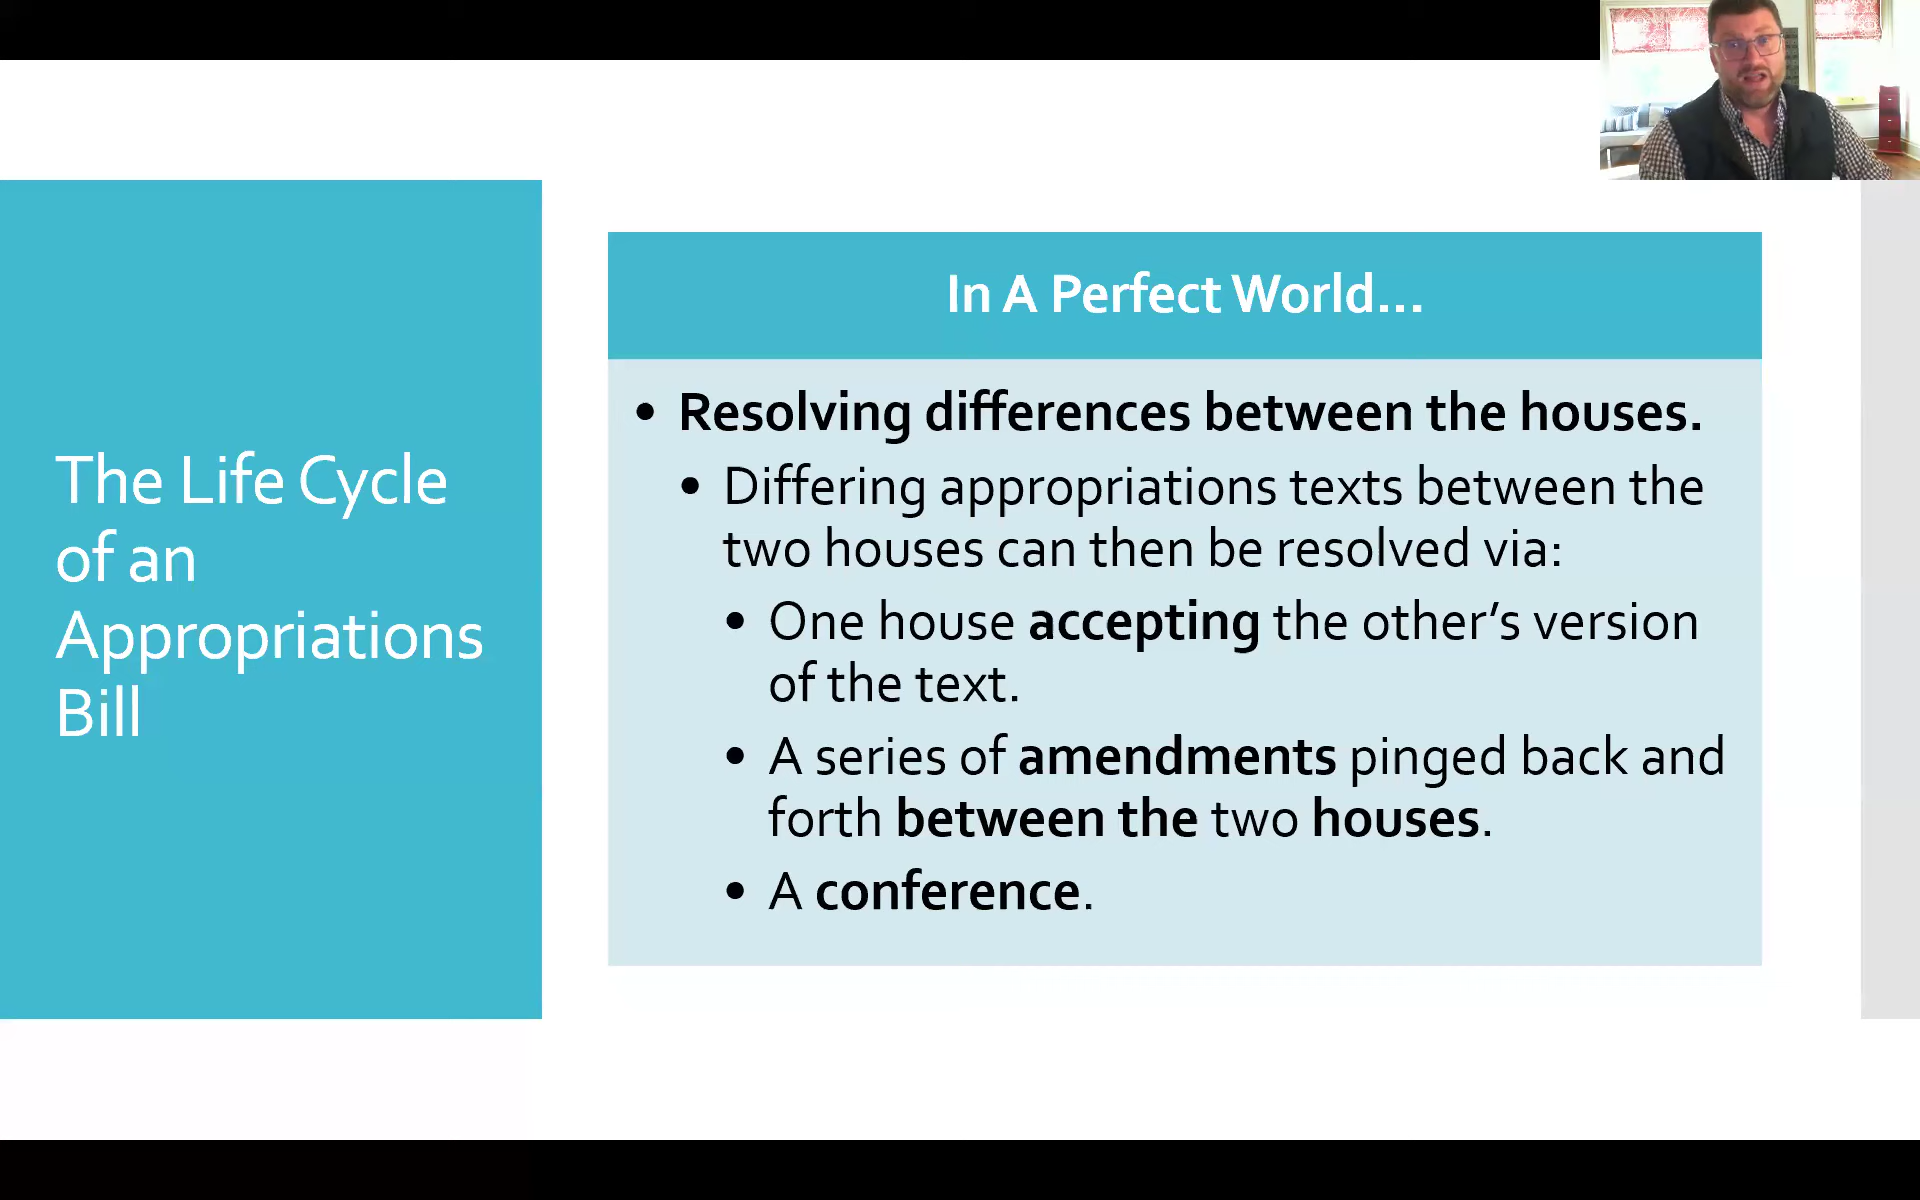 The Life Cycle
of an
Appropriations
Bill
In A Perfect World...
• Resolving differences between the houses.
• Differing appropriations texts between the
two houses can then be resolved via:
• One house accepting the other’s version
of the text.
• A series of amendments pinged back and
forth between the two houses.
• A conference.